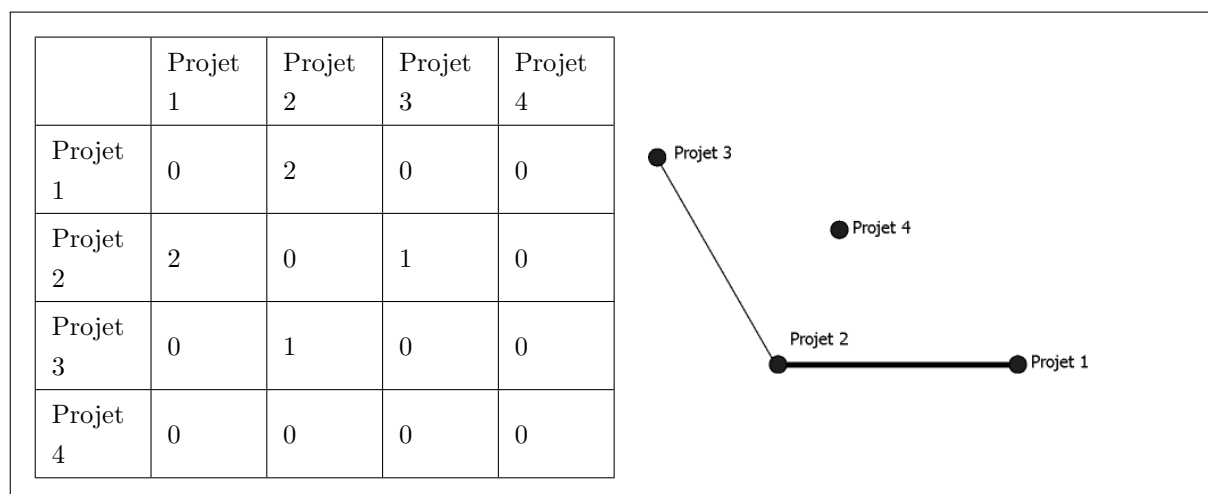 Projet 1 Projet 2 Projet 3 Projet 4
Projet 1 0 2 0 0
Projet 2 2 0 1 0
Projet 3 0 1 0 0
Projet 4 0 0 0 0
Projet 3
Projet 4
Projet 2
Projet 1